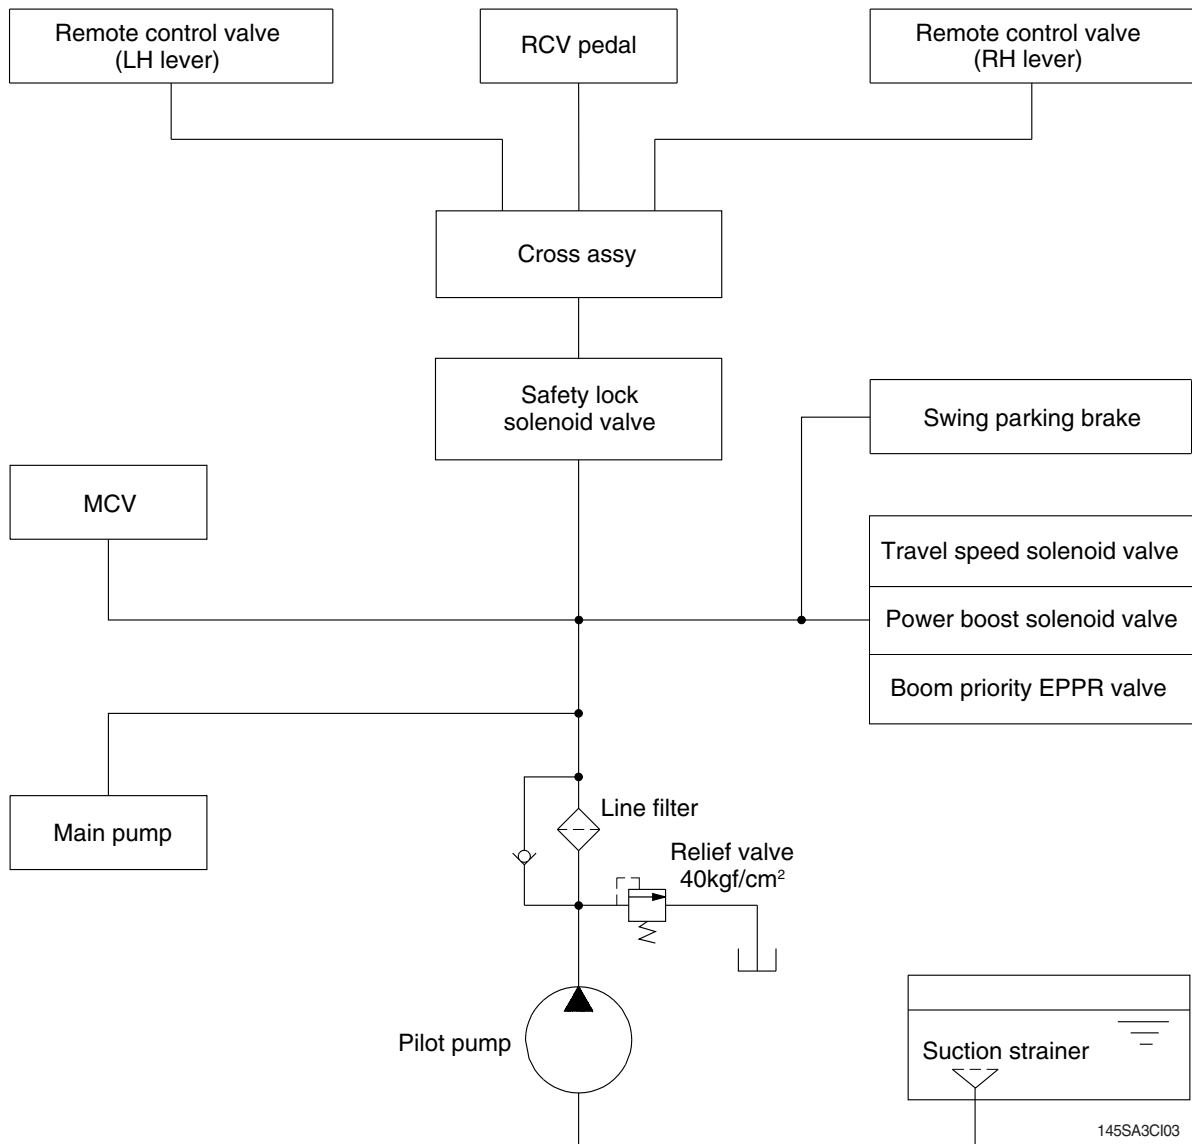 Remote control valve
(LH lever)
RCV pedal
Remote control valve
(RH lever)
Cross assy
Safety lock
solenoid valve
Swing parking brake
MCV
Travel speed solenoid valve
Power boost solenoid valve
Boom priority EPPR valve
Main pump
Line filter
Relief valve
40kgf/cm²
Pilot pump
Suction strainer
145SA3CI03